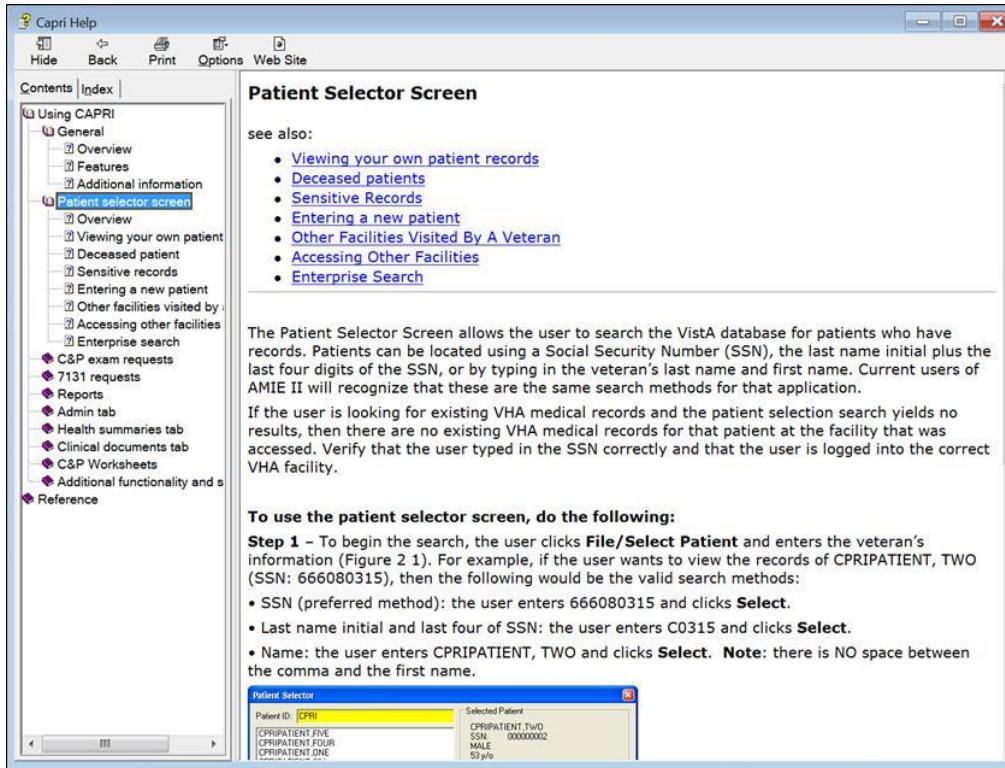 Capri Help
Hide Back Print Options Web Site
Contents Index
Using CAPRI
General
Overview
Features
Additional information
Patient selector screen
Overview
Viewing your own patient
Deceased patient
Sensitive records
Entering a new patient
Other facilities visited by
Accessing other facilities
Enterprise search
C&P exam requests
7131 requests
Reports
Admin tab
Health summaries tab
Clinical documents tab
C&P Worksheets
Additional functionality and s
Reference
Patient Selector Screen
see also:
• Viewing your own patient records
• Deceased patients
• Sensitive Records
• Entering a new patient
• Other Facilities Visited By A Veteran
• Accessing Other Facilities
• Enterprise Search
The Patient Selector Screen allows the user to search the VistA database for patients who have
records. Patients can be located using a Social Security Number (SSN), the last name initial plus the
last four digits of the SSN, or by typing in the veteran's last name and first name. Current users of
AMIE II will recognize that these are the same search methods for that application.
If the user is looking for existing VHA medical records and the patient selection search yields no
results, then there are no existing VHA medical records for that patient at the facility that was
accessed. Verify that the user typed in the SSN correctly and that the user is logged into the correct
VHA facility.
To use the patient selector screen, do the following:
Step 1 – To begin the search, the user clicks File/Select Patient and enters the veteran's
information (Figure 2 1). For example, if the user wants to view the records of CPRIPATIENT, TWO
(SSN: 666080315), then the following would be the valid search methods:
• SSN (preferred method): the user enters 666080315 and clicks Select.
• Last name initial and last four of SSN: the user enters C0315 and clicks Select.
• Name: the user enters CPRIPATIENT, TWO and clicks Select. Note: there is NO space between
the comma and the first name.
Patient Selector
Patient ID: CPRI
CPRIPATIENT,FIVE
CPRIPATIENT,FOUR
CPRIPATIENT,ONE
Selected Patient
CPRIPATIENT,TWO
SSN: 000000002
MALE
53 y/o